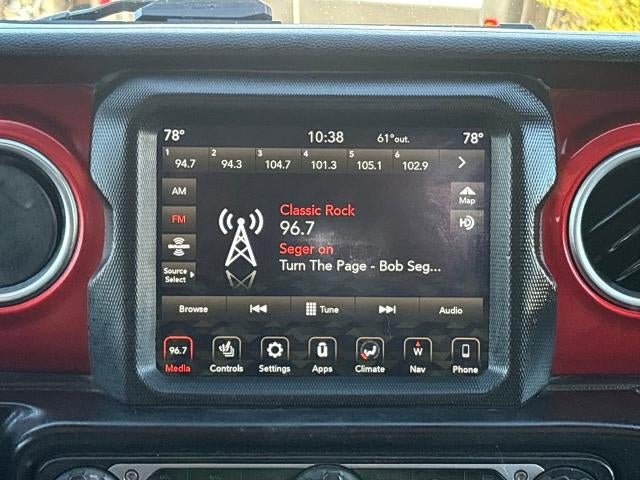 78° 10:38 61°out. 78°
1 94.7 2 94.3 3 104.7 4 101.3 5 105.1 6 102.9
AM
Map
FM
Classic Rock
HD
96.7
Seger on
Source Select
Turn The Page - Bob Seg...
Browse Tune Audio
96.7 W
Media Controls Settings Apps Climate Nav Phone